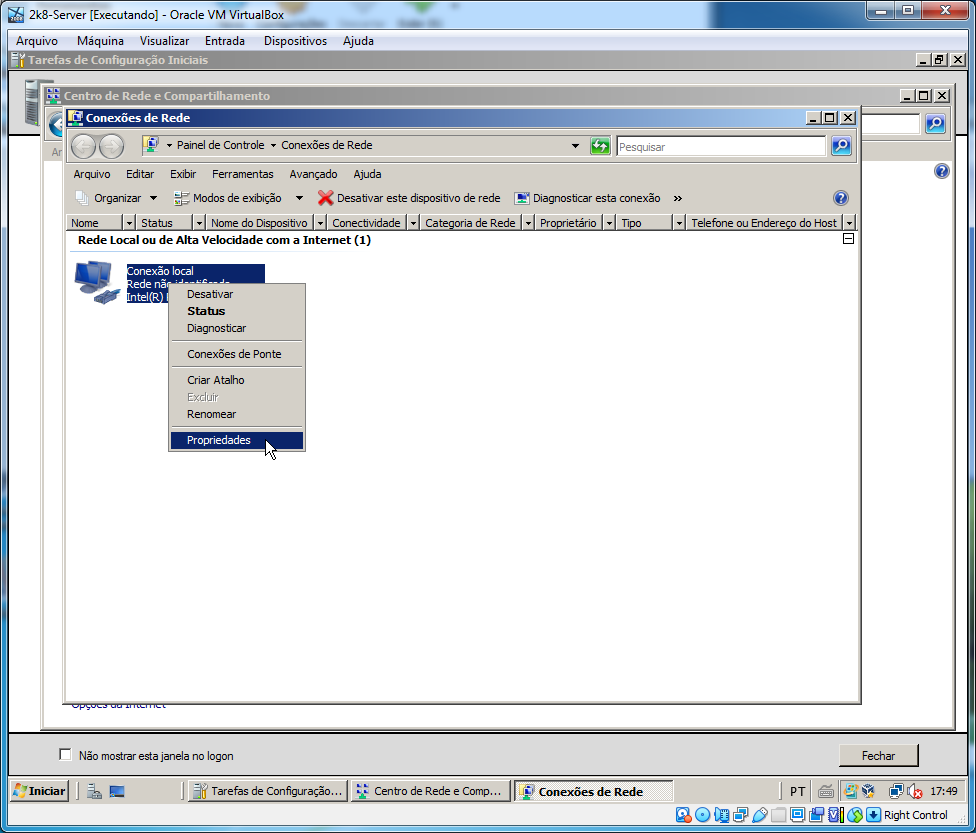 2k8-Server [Executando] - Oracle VM VirtualBox
Arquivo Máquina Visualizar Entrada Dispositivos Ajuda
Tarefas de Configuração Iniciais
Centro de Rede e Compartilhamento
Conexões de Rede
Painel de Controle Conexões de Rede Pesquisar
Arquivo Editar Exibir Ferramentas Avançado Ajuda
Organizar Modos de exibição Desativar este dispositivo de rede Diagnosticar esta conexão »
Nome Status Nome do Dispositivo Conectividade Categoria de Rede Proprietário Tipo Telefone ou Endereço do Host
Rede Local ou de Alta Velocidade com a Internet (1)
Conexão local
Rede não identificada
Intel(R)
Desativar
Status
Diagnosticar
Conexões de Ponte
Criar Atalho
Excluir
Renomear
Propriedades
Opções da Internet
Não mostrar esta janela no logon
Fechar
Iniciar Tarefas de Configuração... Centro de Rede e Comp... Conexões de Rede PT 17:49
Right Control